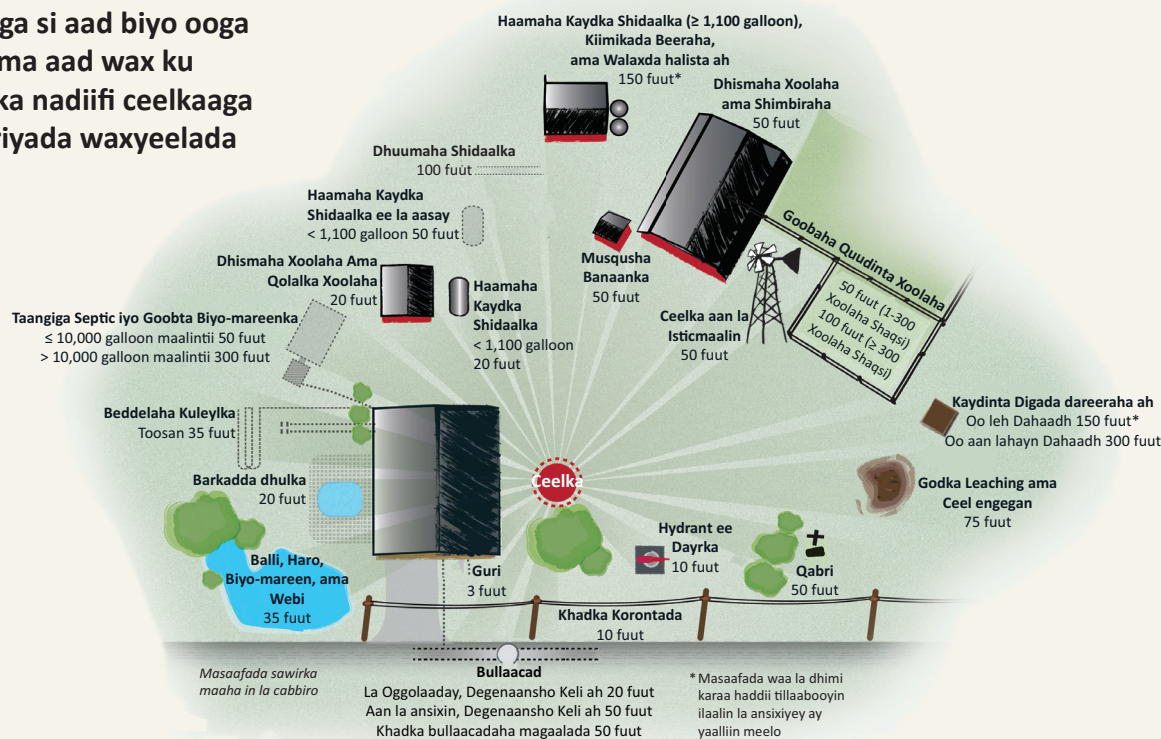 ga si aad biyo ooga
ma aad wax ku
ka nadiifi ceelkaaga
riyada waxyeelada
Haamaha Kaydka Shidaalka (≥ 1,100 galloon),
Kiimikada Beeraha,
ama Walaxda halista ah
150 fuut*
Dhismaha Xoolaha
ama Shimbiraha
50 fuut
Dhuumaha Shidaalka
100 fuut
Haamaha Kaydka
Shidaalka ee la aasay
< 1,100 galloon 50 fuut
Musqusha
Banaanka
50 fuut
Goobaha Quudinta Xoolaha
50 fuut (1-300
Xoolaha Shaqsi)
100 fuut (≥ 300
Xoolaha Shaqsi)
Dhismaha Xoolaha Ama
Qolalka Xoolaha
20 fuut
Haamaha
Kaydka
Shidaalka
< 1,100 galloon
20 fuut
Ceelka aan la
Isticmaalin
50 fuut
Taangiga Septic iyo Goobta Biyo-mareenka
≤ 10,000 galloon maalintii 50 fuut
> 10,000 galloon maalintii 300 fuut
Beddelaha Kuleylka
Toosan 35 fuut
Kaydinta Digada dareeraha ah
Oo leh Dahaadh 150 fuut*
Oo aan lahayn Dahaadh 300 fuut
Barkadda dhulka
20 fuut
Ceelka
Godka Leaching ama
Ceel engegan
75 fuut
Balli, Haro,
Biyo-mareen, ama
Webi
35 fuut
Guri
3 fuut
Hydrant ee
Dayrka
10 fuut
Qabri
50 fuut
Khadka Korontada
10 fuut
Masaafada sawirka
maaha in la cabbiro
Bullaacad
La Oggolaaday, Degenaansho Keli ah 20 fuut
Aan la ansixin, Degenaansho Keli ah 50 fuut
Khadka bullaacadaha magaalada 50 fuut
* Masaafada waa la dhimi
karaa haddii tillaabooyin
ilaalin la ansixiyey ay
yaalliin meelo